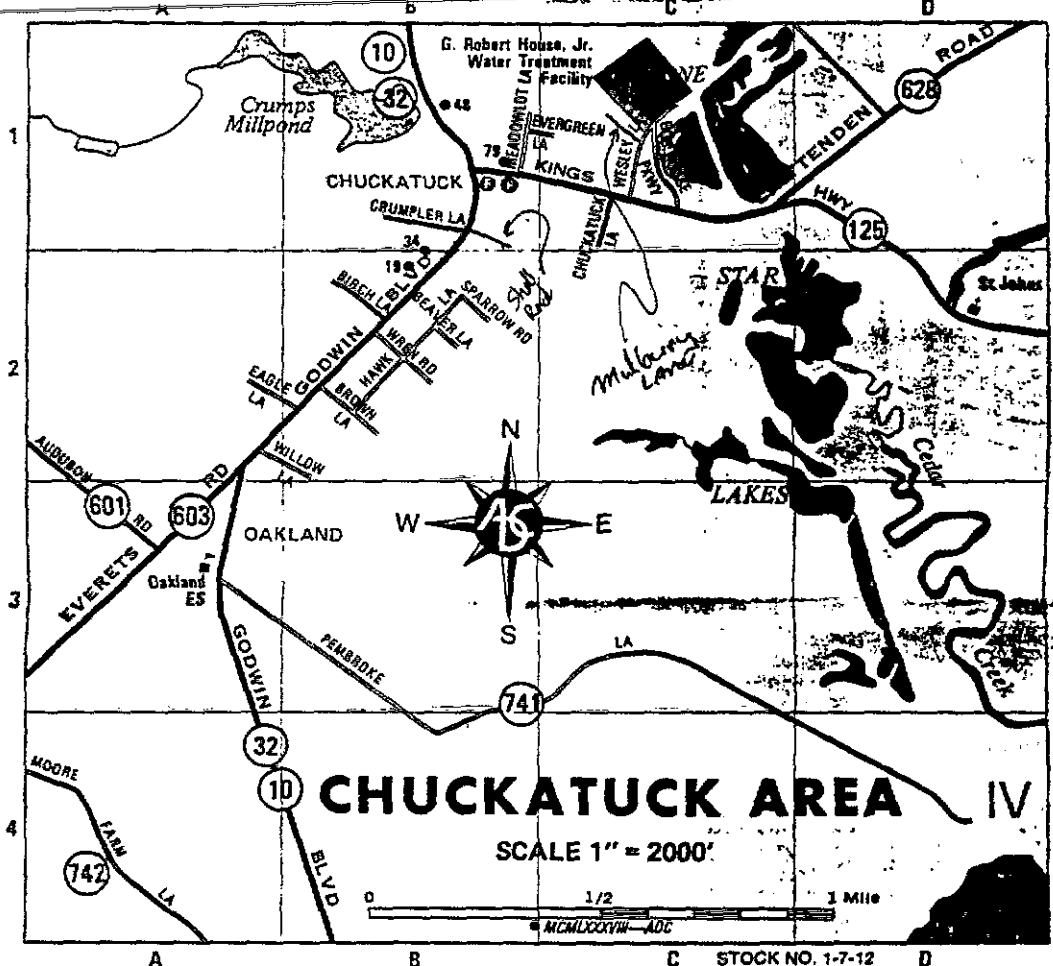 A B C D
10
G. Robert House, Jr.
Water Treatment
Facility
NE
ROAD
628
32
48
Crumps
Millpond
MEADOWLOT LA
EVERGREEN
LA
1
79
KINGS
WESLEY
PKWY
TENDEN
CHUCKATUCK
F F
HWY
125
CRUMPLER LA
CHUCKATUCK
LA
34
19
BLVD
BIRCH LA
BEAVER LA
LA
SPARROW RD
Mulberry
Lane
STAR
St. Johns
2
WREN RD
HAWK
GODWIN
EAGLE
LA
BROWN
LA
AUDUBON
RD
WILLOW
LA
N
Cedar
601
603
RD
W
E
ADC
LAKES
OAKLAND
EVERETS
Oakland
ES
3
S
GODWIN
PEMBROKE
LA
741
Creek
32
MOORE
10
CHUCKATUCK AREA
IV
4
FARM
SCALE 1" = 2000'
742
LA
BLVD
0 1/2 1 Mile
MCMLXXXVIII—ADC
A B C D
STOCK NO. 1-7-12